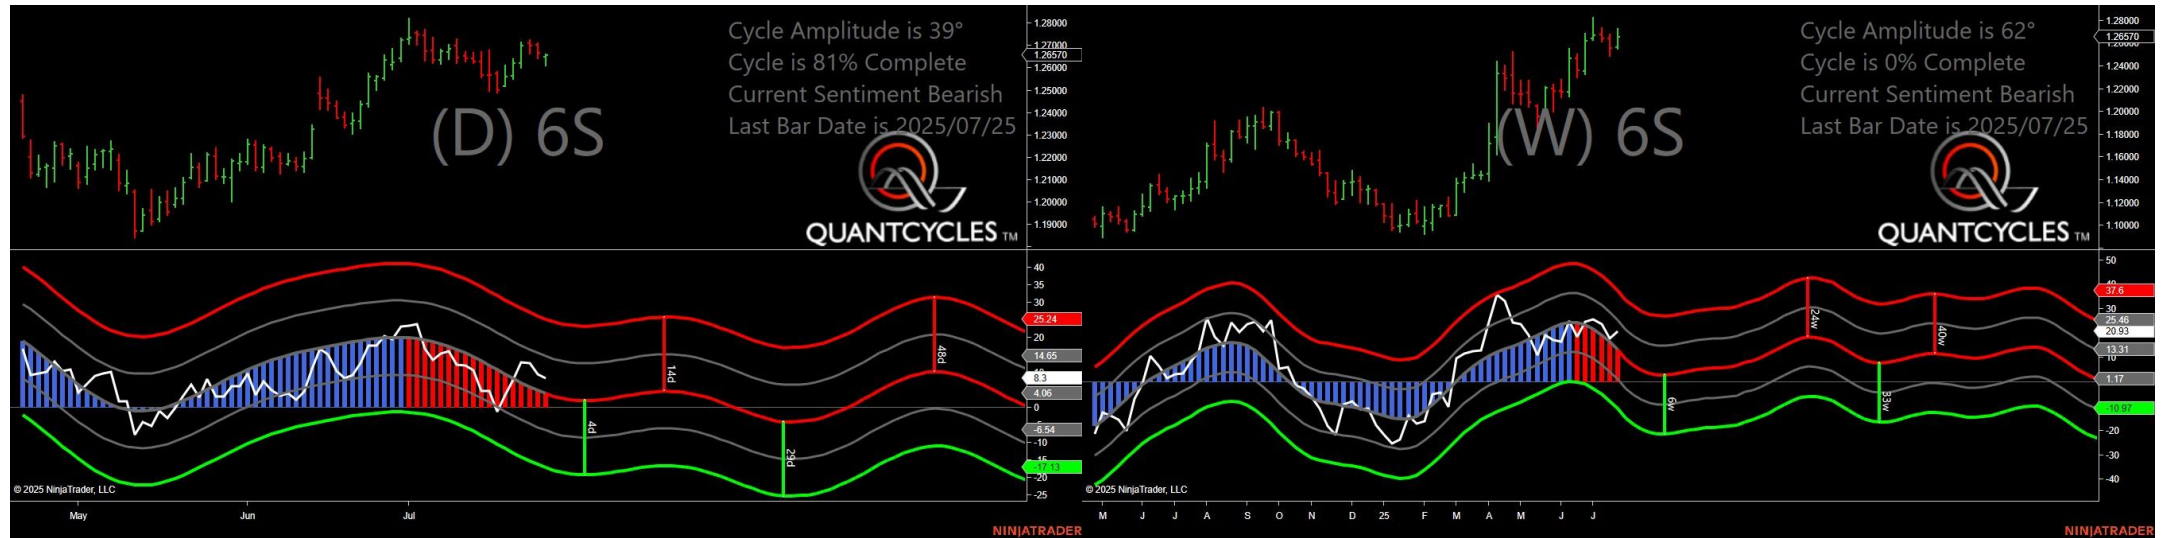 Cycle Amplitude is 39°
Cycle is 81% Complete
Current Sentiment Bearish
Last Bar Date is 2025/07/25
(D) 6S
QUANTCYCLES TM
1.28000
1.27000
1.26570
1.26000
1.25000
1.24000
1.23000
1.22000
1.21000
1.20000
1.19000
40
35
30
25.24
20
14.65
8.3
4.06
0
-6.54
-10
-15
-17.13
-20
-25
4d
14d
29d
48d
© 2025 NinjaTrader, LLC
May
Jun
Jul
NINJATRADER
Cycle Amplitude is 62°
Cycle is 0% Complete
Current Sentiment Bearish
Last Bar Date is 2025/07/25
(W) 6S
QUANTCYCLES TM
1.28000
1.26570
1.24000
1.22000
1.20000
1.18000
1.16000
1.14000
1.12000
1.10000
50
40
37.6
25.46
20.93
13.31
10
1.17
-10.97
-20
-30
-40
6w
24w
33w
40w
© 2025 NinjaTrader, LLC
M
J
J
A
S
O
N
D
25
F
M
A
M
J
J
NINJATRADER